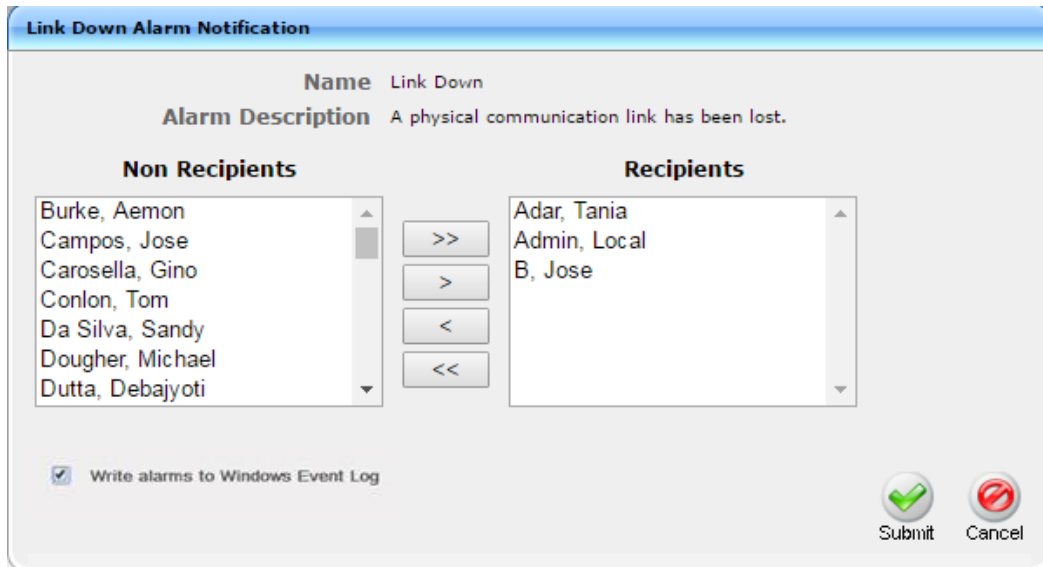 Link Down Alarm Notification
Name Link Down
Alarm Description A physical communication link has been lost.
Non Recipients
Burke, Aemon
Campos, Jose
Carosella, Gino
Conlon, Tom
Da Silva, Sandy
Dougher, Michael
Dutta, Debajyoti
>>
>
<
<<
Recipients
Adar, Tania
Admin, Local
B, Jose
Write alarms to Windows Event Log
Submit
Cancel